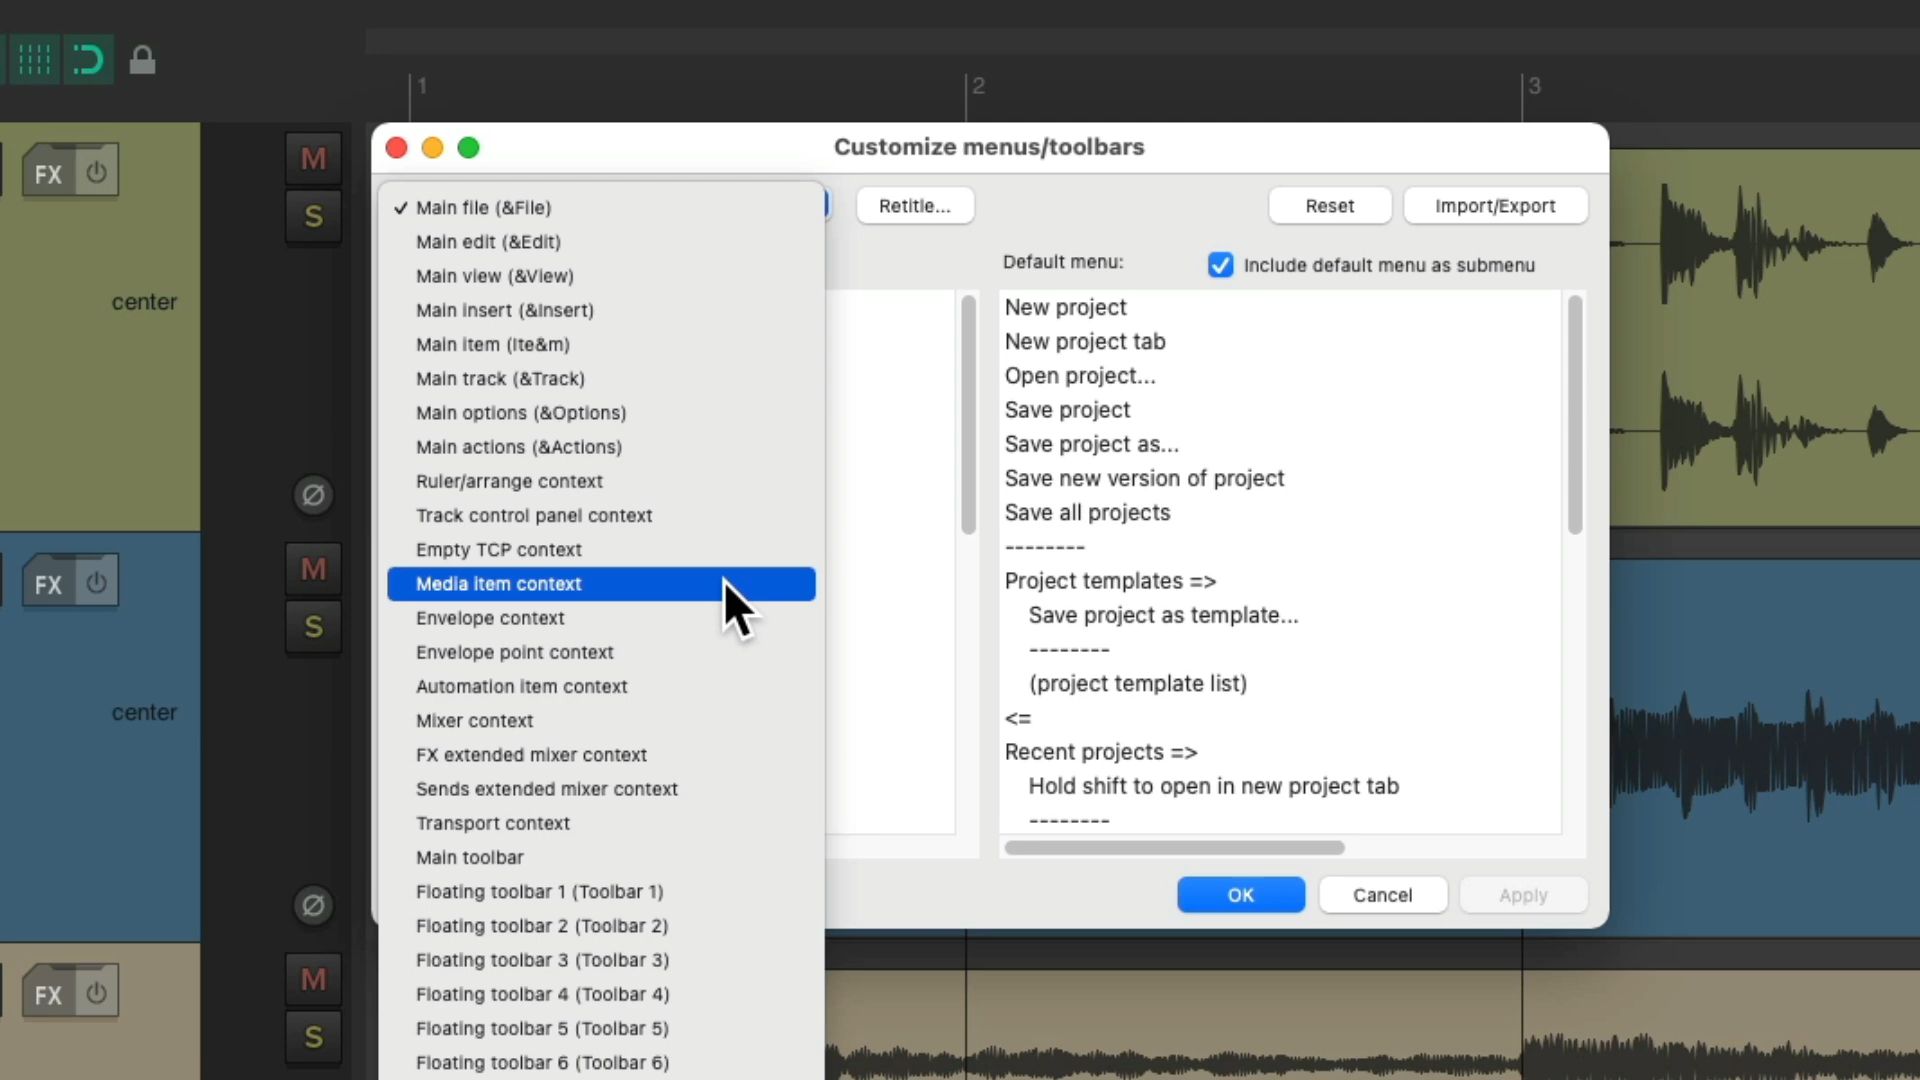 1
2
3
Customize menus/toolbars
✓ Main file (&File)
Retitle...
Reset
Import/Export
Main edit (&Edit)
Main view (&View)
Main insert (&Insert)
Main item (Ite&m)
Main track (&Track)
Main options (&Options)
Main actions (&Actions)
Ruler/arrange context
Track control panel context
Empty TCP context
Media item context
Envelope context
Envelope point context
Automation item context
Mixer context
FX extended mixer context
Sends extended mixer context
Transport context
Main toolbar
Floating toolbar 1 (Toolbar 1)
Floating toolbar 2 (Toolbar 2)
Floating toolbar 3 (Toolbar 3)
Floating toolbar 4 (Toolbar 4)
Floating toolbar 5 (Toolbar 5)
Floating toolbar 6 (Toolbar 6)
Default menu:
Include default menu as submenu
New project
New project tab
Open project...
Save project
Save project as...
Save new version of project
Save all projects
--------
Project templates =>
Save project as template...
--------
(project template list)
<=
Recent projects =>
Hold shift to open in new project tab
--------
OK
Cancel
Apply
FX
M
S
center
FX
M
S
center
FX
M
S